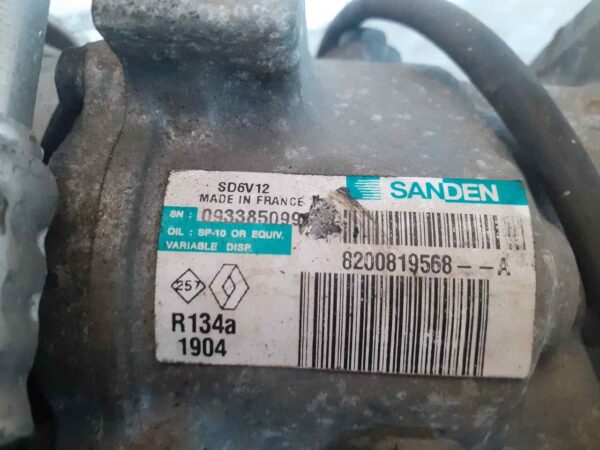 SD6V12
MADE IN FRANCE
SANDEN
SN : 093385099
OIL : SP-10 OR EQUIV.
VARIABLE DISP.
8200819568--A
257
R134a
1904